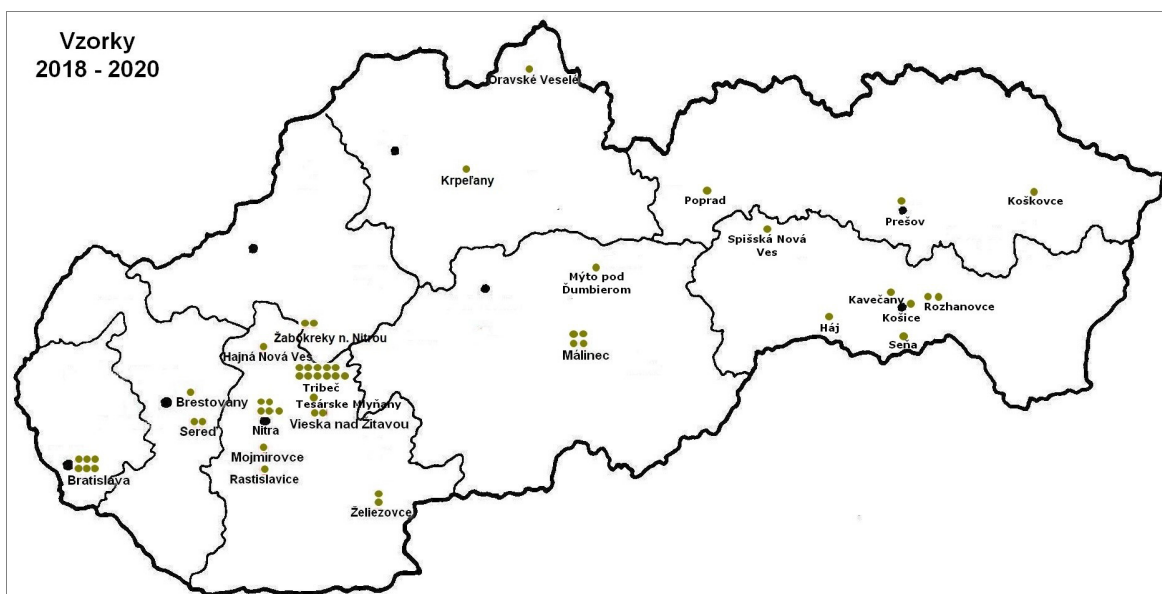 Vzorky
2018 - 2020
Oravské Veselé
Krpeľany
Poprad
Prešov
Koškovce
Spišská Nová
Ves
Mýto pod
Ďumbierom
Kavečany
Košice
Rozhanovce
Háj
Seňa
Žabokreky n. Nitrou
Hajná Nová Ves
Málinec
Tribeč
Tesárske Mlyňany
Vieska nad Žitavou
Brestovany
Sereď
Nitra
Mojmírovce
Rastislavice
Bratislava
Želiezovce